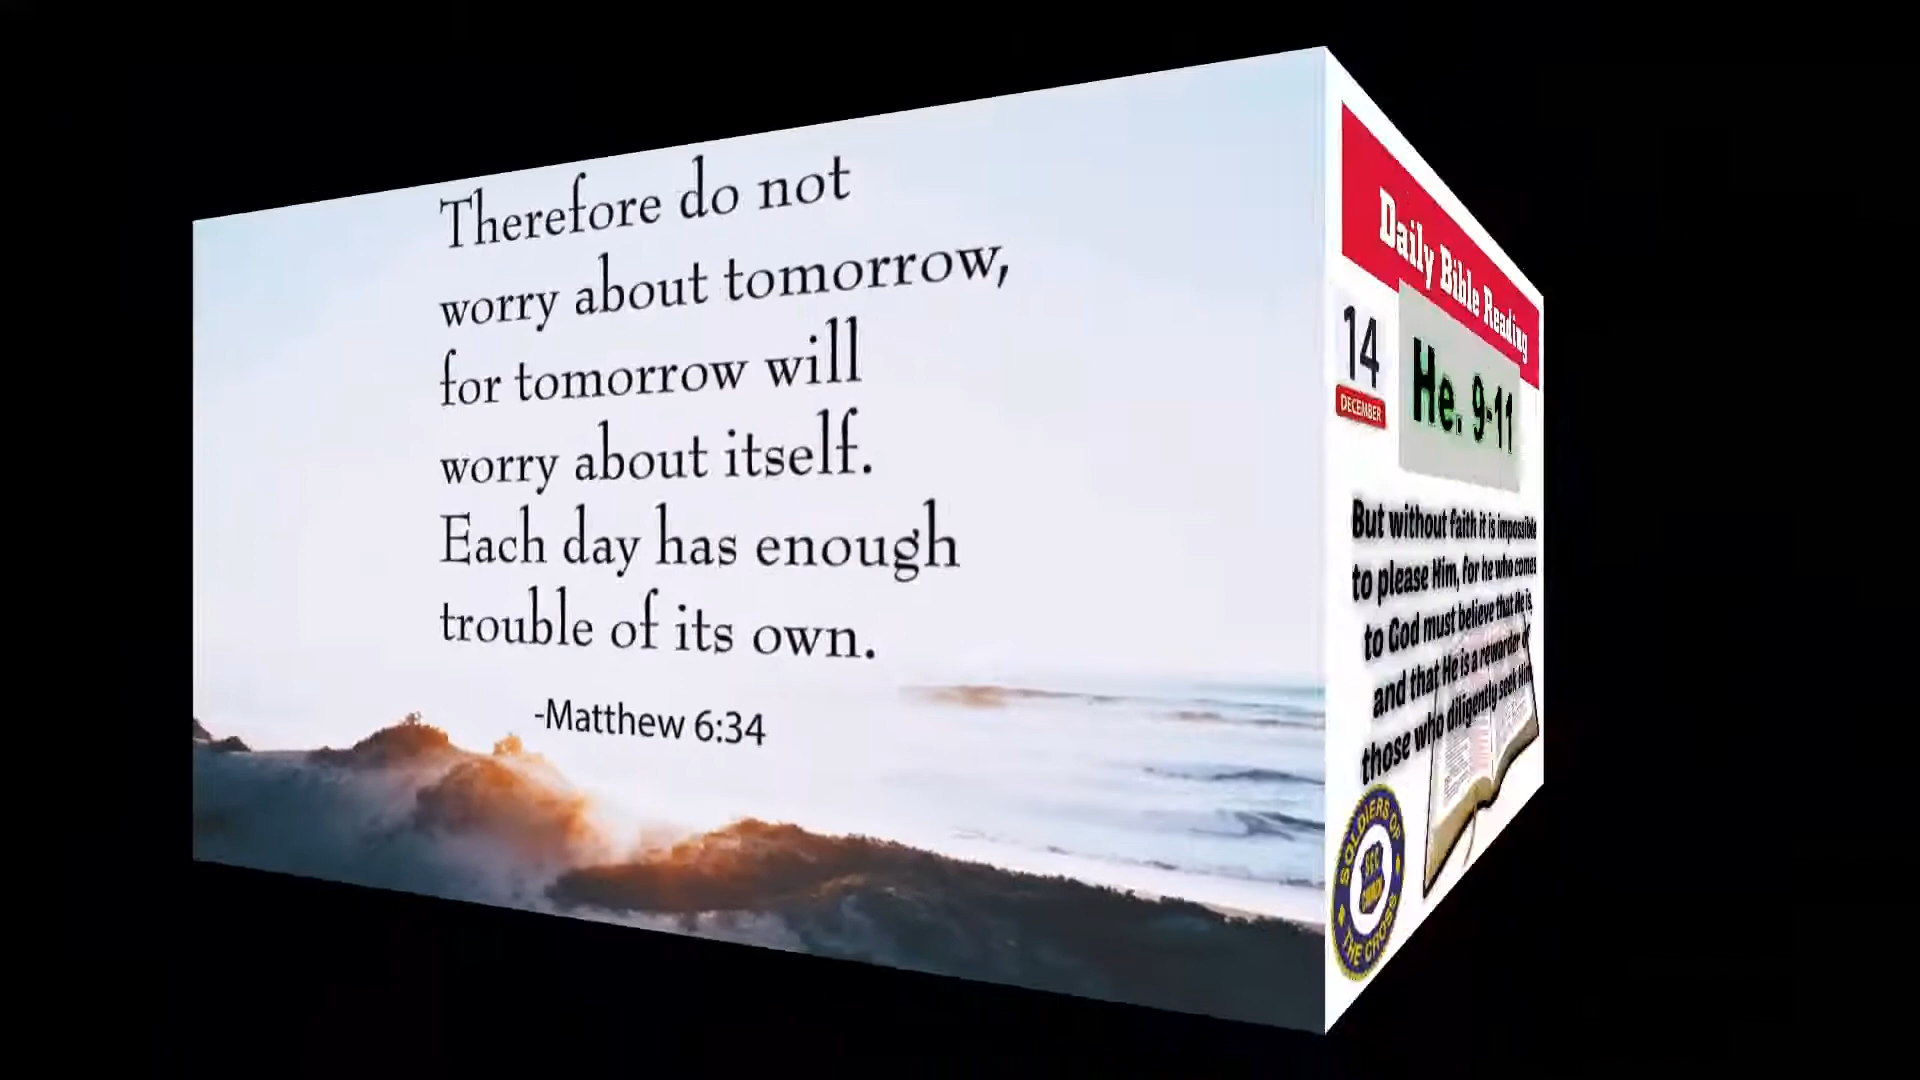 Therefore do not
worry about tomorrow,
for tomorrow will
worry about itself.
Each day has enough
trouble of its own.
-Matthew 6:34
Daily Bible Reading
14
DECEMBER
He. 9-11
But without faith it is impossible
to please Him, for he who comes
to God must believe that He is,
and that He is a rewarder of
those who diligently seek Him
SOLDIERS OF
THE CROSS